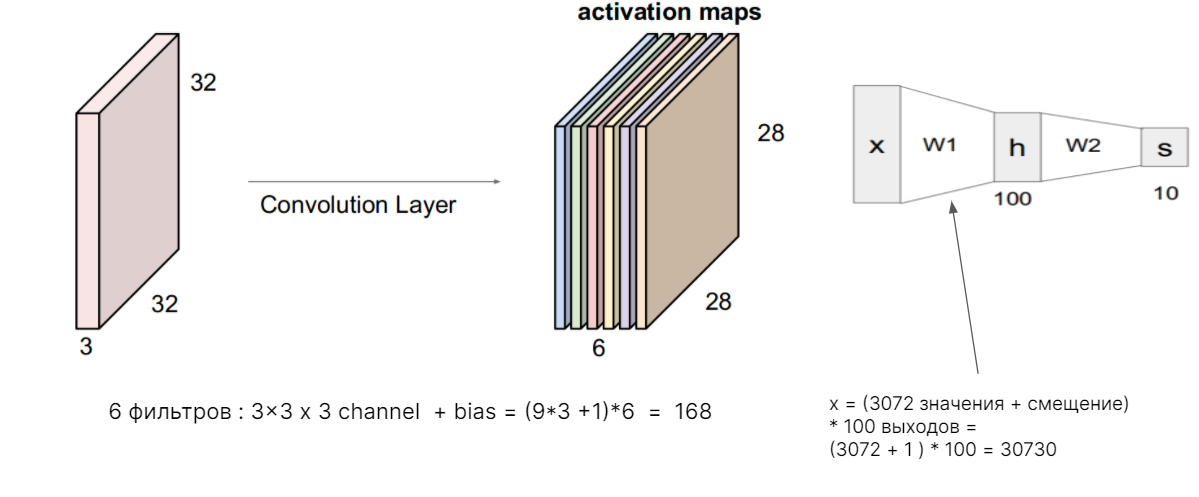 activation maps
32
32
3
Convolution Layer
28
28
6
x
W1
h
W2
s
100
10
6 фильтров : 3×3 x 3 channel + bias = (9*3 +1)*6 = 168
x = (3072 значения + смещение)
* 100 выходов =
(3072 + 1 ) * 100 = 30730